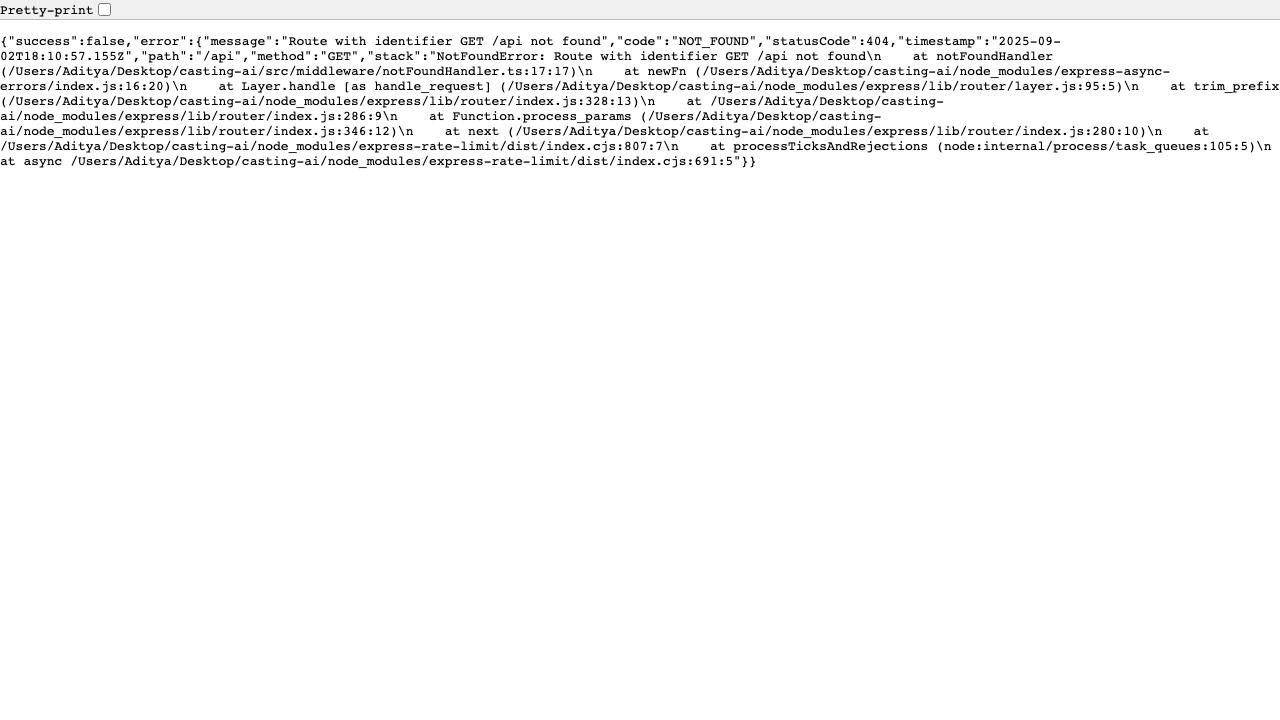 Pretty-print
{"success":false,"error":{"message":"Route with identifier GET /api not found","code":"NOT_FOUND","statusCode":404,"timestamp":"2025-09-
02T18:10:57.155Z","path":"/api","method":"GET","stack":"NotFoundError: Route with identifier GET /api not found\n    at notFoundHandler
(/Users/Aditya/Desktop/casting-ai/src/middleware/notFoundHandler.ts:17:17)\n    at newFn (/Users/Aditya/Desktop/casting-ai/node_modules/express-async-
errors/index.js:16:20)\n    at Layer.handle [as handle_request] (/Users/Aditya/Desktop/casting-ai/node_modules/express/lib/router/layer.js:95:5)\n    at trim_prefix
(/Users/Aditya/Desktop/casting-ai/node_modules/express/lib/router/index.js:328:13)\n    at /Users/Aditya/Desktop/casting-
ai/node_modules/express/lib/router/index.js:286:9\n    at Function.process_params (/Users/Aditya/Desktop/casting-
ai/node_modules/express/lib/router/index.js:346:12)\n    at next (/Users/Aditya/Desktop/casting-ai/node_modules/express/lib/router/index.js:280:10)\n    at
/Users/Aditya/Desktop/casting-ai/node_modules/express-rate-limit/dist/index.cjs:807:7\n    at processTicksAndRejections (node:internal/process/task_queues:105:5)\n
at async /Users/Aditya/Desktop/casting-ai/node_modules/express-rate-limit/dist/index.cjs:691:5"}}